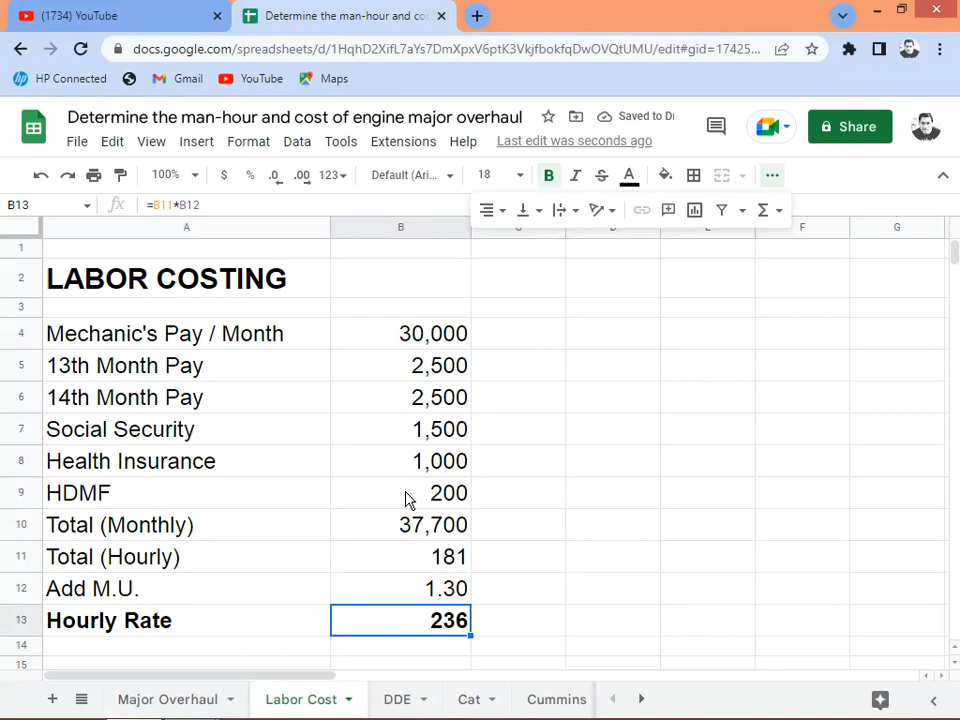 (1734) YouTube
Determine the man-hour and cos
docs.google.com/spreadsheets/d/1HqhD2XifL7aYs7DmXpxV6ptK3VkjfbokfqDwOVQtUMU/edit#gid=17425...
HP Connected
Gmail
YouTube
Maps
Determine the man-hour and cost of engine major overhaul
Saved to Dr
Share
File Edit View Insert Format Data Tools Extensions Help Last edit was seconds ago
100% $ % .0 .00 123 Default (Ari... 18 B I S A
B13 fx =B11*B12
A B C D E F G
1
2 LABOR COSTING
3
4 Mechanic's Pay / Month 30,000
5 13th Month Pay 2,500
6 14th Month Pay 2,500
7 Social Security 1,500
8 Health Insurance 1,000
9 HDMF 200
10 Total (Monthly) 37,700
11 Total (Hourly) 181
12 Add M.U. 1.30
13 Hourly Rate 236
14
15
Major Overhaul Labor Cost DDE Cat Cummins